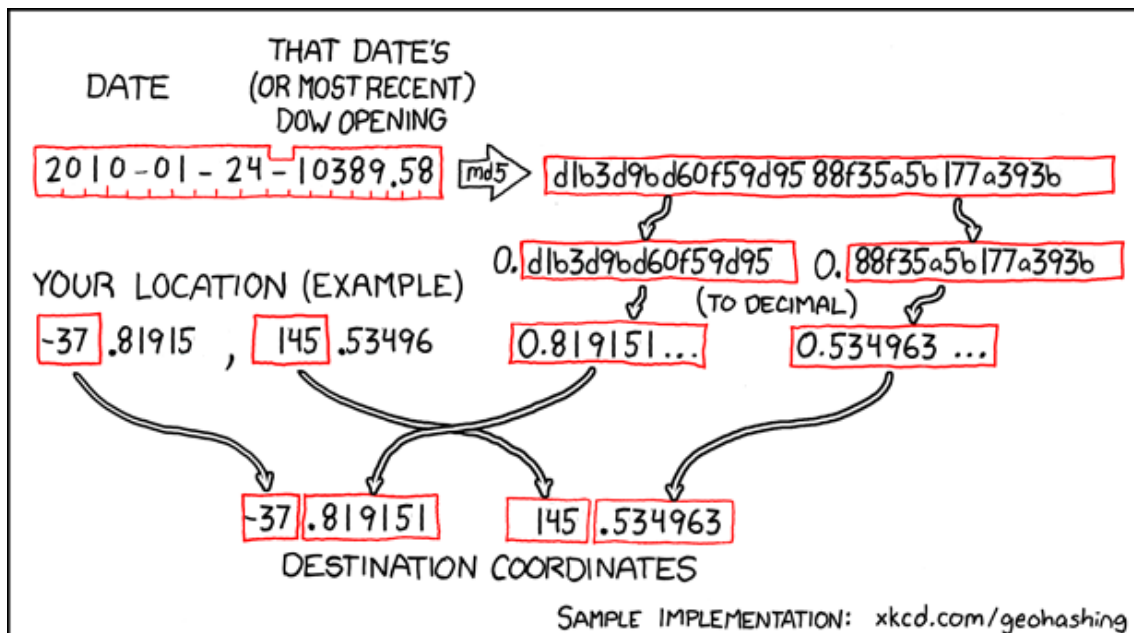 DATE
THAT DATE'S
(OR MOST RECENT)
DOW OPENING
2010-01-24-10389.58
md5
d1b3d9bd60f59d95 88f35a5b177a393b
0. d1b3d9bd60f59d95
0. 88f35a5b177a393b
(TO DECIMAL)
YOUR LOCATION (EXAMPLE)
-37 .81915 , 145 .53496
0.819151...
0.534963 ...
-37 .819151
145 .534963
DESTINATION COORDINATES
SAMPLE IMPLEMENTATION: xkcd.com/geohashing